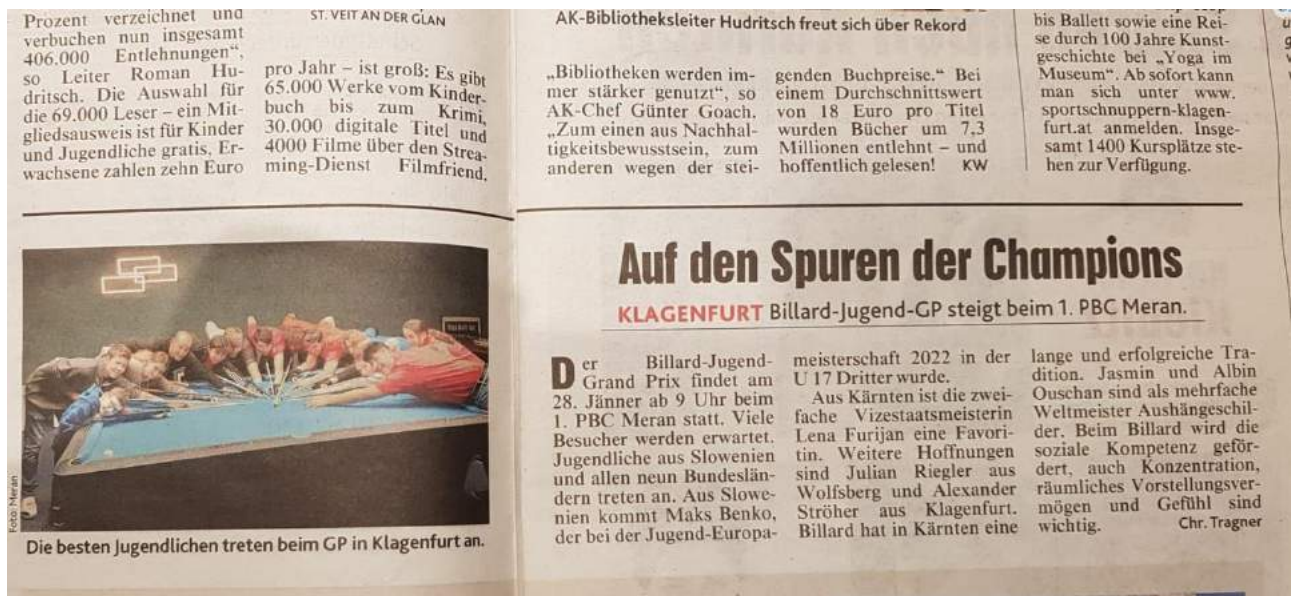 Prozent verzeichnet und
verbuchen nun insgesamt
406.000 Entlehnungen“,
so Leiter Roman Hu-
dritsch. Die Auswahl für
die 69.000 Leser – ein Mit-
gliedsausweis ist für Kinder
und Jugendliche gratis, Er-
wachsene zahlen zehn Euro
ST. VEIT AN DER GLAN
pro Jahr – ist groß: Es gibt
65.000 Werke vom Kinder-
buch bis zum Krimi,
30.000 digitale Titel und
4000 Filme über den Strea-
ming-Dienst Filmfriend.
AK-Bibliotheksleiter Hudritsch freut sich über Rekord
„Bibliotheken werden im-
mer stärker genutzt“, so
AK-Chef Günter Goach.
„Zum einen aus Nachhal-
tigkeitsbewusstsein, zum
anderen wegen der stei-
genden Buchpreise.“ Bei
einem Durchschnittswert
von 18 Euro pro Titel
wurden Bücher um 7,3
Millionen entlehnt – und
hoffentlich gelesen! KW
bis Ballett sowie eine Rei-
se durch 100 Jahre Kunst-
geschichte bei „Yoga im
Museum“. Ab sofort kann
man sich unter www.
sportschnuppern-klagen-
furt.at anmelden. Insge-
samt 1400 Kursplätze ste-
hen zur Verfügung.
Foto: Meran
Die besten Jugendlichen treten beim GP in Klagenfurt an.
Auf den Spuren der Champions
KLAGENFURT Billard-Jugend-GP steigt beim 1. PBC Meran.
Der Billard-Jugend-
Grand Prix findet am
28. Jänner ab 9 Uhr beim
1. PBC Meran statt. Viele
Besucher werden erwartet.
Jugendliche aus Slowenien
und allen neun Bundeslän-
dern treten an. Aus Slowe-
nien kommt Maks Benko,
der bei der Jugend-Europa-
meisterschaft 2022 in der
U 17 Dritter wurde.
Aus Kärnten ist die zwei-
fache Vizestaatsmeisterin
Lena Furijan eine Favori-
tin. Weitere Hoffnungen
sind Julian Riegler aus
Wolfsberg und Alexander
Ströher aus Klagenfurt.
Billard hat in Kärnten eine
lange und erfolgreiche Tra-
dition. Jasmin und Albin
Ouschan sind als mehrfache
Weltmeister Aushängeschil-
der. Beim Billard wird die
soziale Kompetenz geför-
dert, auch Konzentration,
räumliches Vorstellungsver-
mögen und Gefühl sind
wichtig. Chr. Tragner